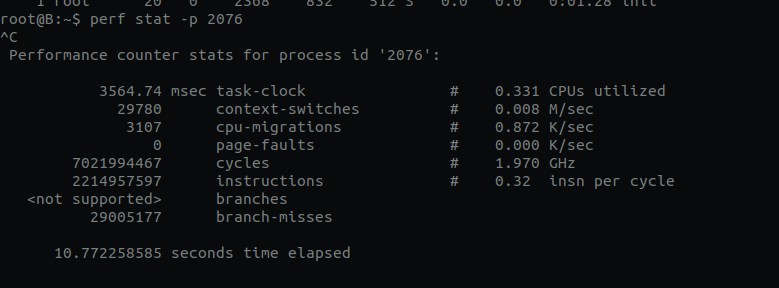 1 root 20 0 2368 832 512 S 0.0 0.0 0:01.28 init
root@B:~$ perf stat -p 2076
^C
Performance counter stats for process id '2076':
3564.74 msec task-clock # 0.331 CPUs utilized
29780 context-switches # 0.008 M/sec
3107 cpu-migrations # 0.872 K/sec
0 page-faults # 0.000 K/sec
7021994467 cycles # 1.970 GHz
2214957597 instructions # 0.32 insn per cycle
<not supported> branches
29005177 branch-misses
10.772258585 seconds time elapsed